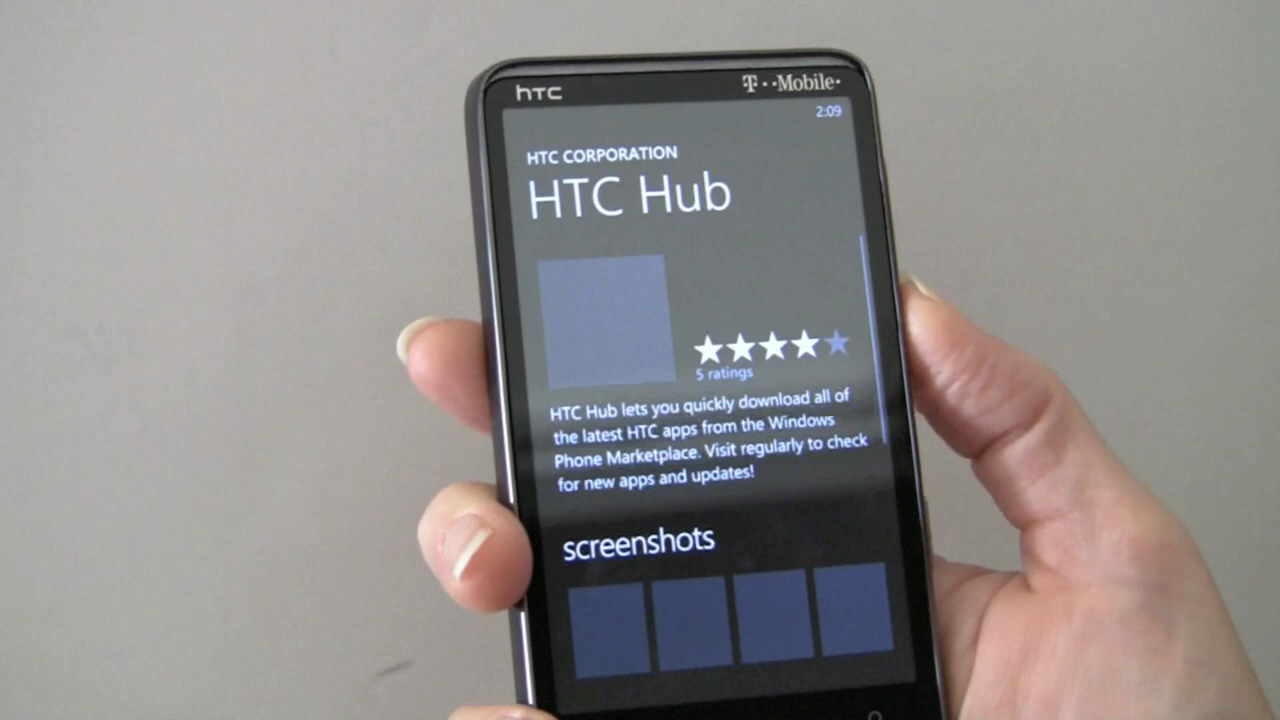 hTC
T··Mobile·
2:09
HTC CORPORATION
HTC Hub
5 ratings
HTC Hub lets you quickly download all of
the latest HTC apps from the Windows
Phone Marketplace. Visit regularly to check
for new apps and updates!
screenshots